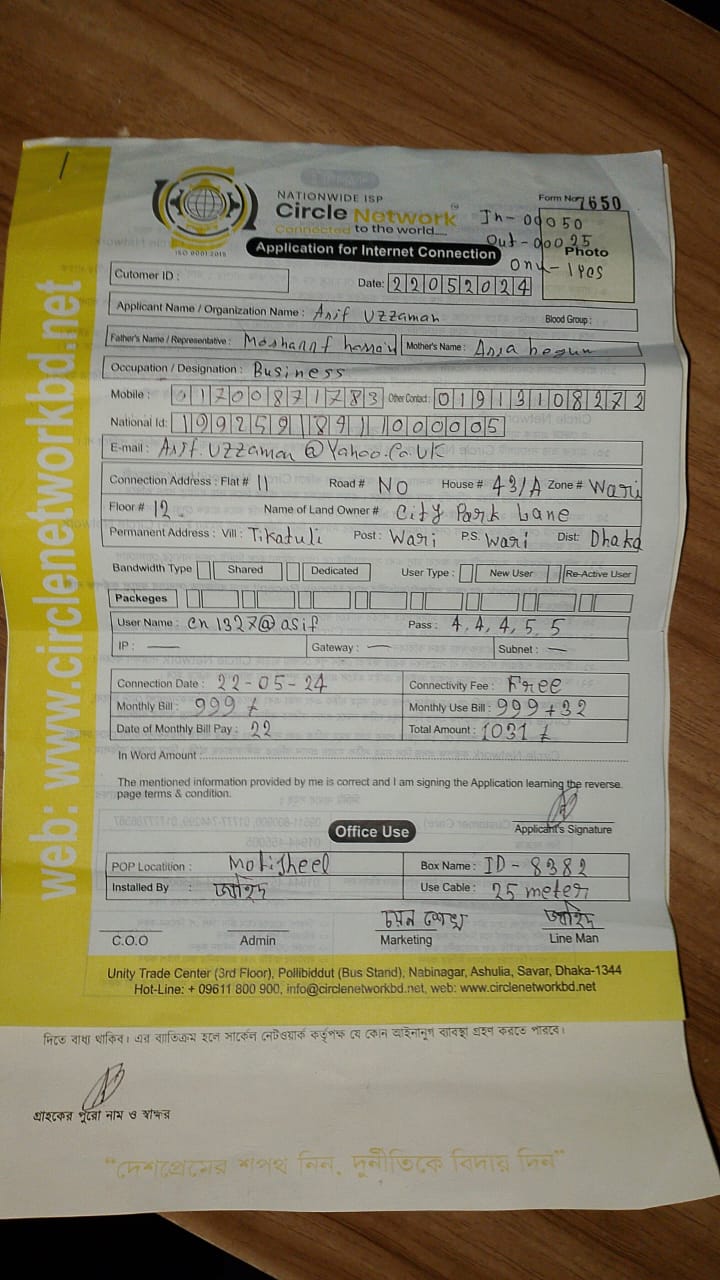 NATIONWIDE ISP
Circle Network
Connected to the world....
ISO 9001:2015
Form No 7650
In- 00050
Out- 00025
Onu- 1 pos
Photo
Application for Internet Connection
Cutomer ID :
Date: 22052024
Applicant Name / Organization Name : Asif Uzzaman Blood Group :
Father's Name / Representative : Mosharrf hossain Mother's Name : begum
Occupation / Designation : Business
Mobile : 01700871783 Other Contact : 01913108272
National Id: 19925918911000005
E-mail : Asif.uzzaman@Yahoo.Co.uk
Connection Address : Flat # 11 Road # NO House # 43/A Zone # Wari
Floor # 12 Name of Land Owner # City Park Lane
Permanent Address : Vill : Tikatuli Post : Wari P.S. Wari Dist: Dhaka
Bandwidth Type Shared Dedicated User Type : New User Re-Active User
Packeges
User Name : cn1327@asif Pass : 4, 4, 4, 5, 5
IP : — Gateway : — Subnet : —
Connection Date : 22-05-24 Connectivity Fee : Free
Monthly Bill : 999 ৳ Monthly Use Bill : 999 + 32
Date of Monthly Bill Pay : 22 Total Amount : 1031 ৳
In Word Amount :
The mentioned information provided by me is correct and I am signing the Application learning the reverse
page terms & condition.
Applicant's Signature
Office Use
POP Locatition : Motijheel Box Name : ID - 8382
Installed By : জাহিদ Use Cable : 25 meter
চয়ন শেখ জাহিদ
C.O.O Admin Marketing Line Man
Unity Trade Center (3rd Floor), Pollibiddut (Bus Stand), Nabinagar, Ashulia, Savar, Dhaka-1344
Hot-Line: + 09611 800 900, info@circlenetworkbd.net, web: www.circlenetworkbd.net
web: www.circlenetworkbd.net
দিতে বাধ্য থাকিব। এর ব্যতিক্রম হলে সার্কেল নেটওয়ার্ক কর্তৃপক্ষ যে কোন আইনানুগ ব্যবস্থা গ্রহণ করতে পারবে।
গ্রাহকের পুরো নাম ও স্বাক্ষর
“দেশপ্রেমের শপথ নিন, দুর্নীতিকে বিদায় দিন”